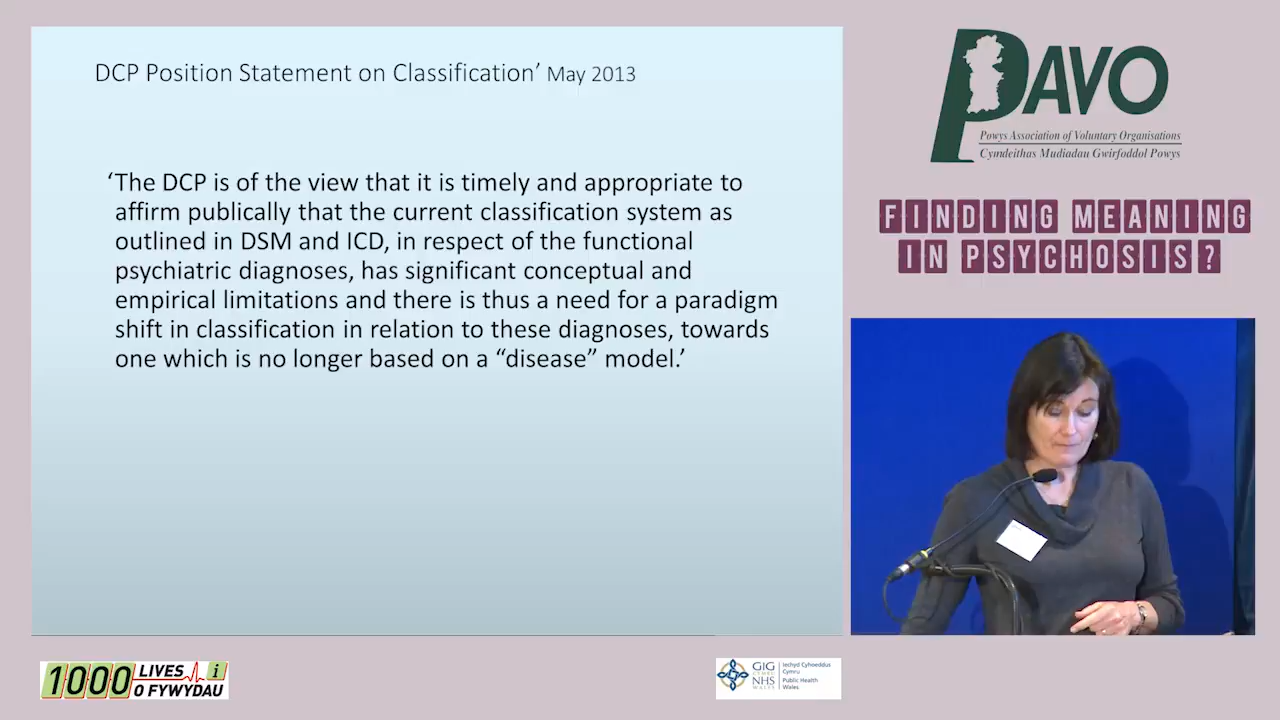 DCP Position Statement on Classification’ May 2013
‘The DCP is of the view that it is timely and appropriate to
affirm publically that the current classification system as
outlined in DSM and ICD, in respect of the functional
psychiatric diagnoses, has significant conceptual and
empirical limitations and there is thus a need for a paradigm
shift in classification in relation to these diagnoses, towards
one which is no longer based on a “disease” model.’
PAVO
Powys Association of Voluntary Organisations
Cymdeithas Mudiadau Gwirfoddol Powys
FINDING MEANING
IN PSYCHOSIS?
1000 LIVES i
O FYWYDAU
GIG
CYMRU
NHS
WALES
Iechyd Cyhoeddus
Cymru
Public Health
Wales